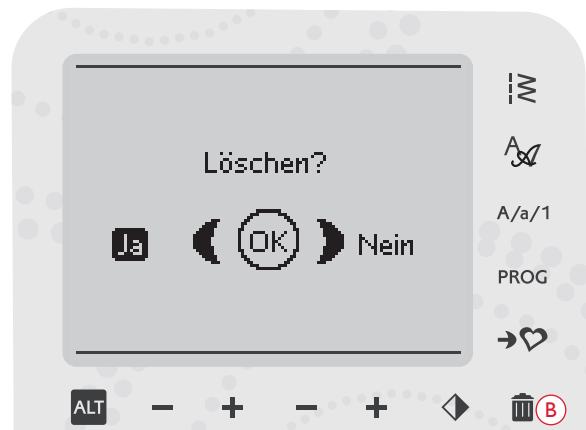 Löschen?
Ja OK Nein
A
A/a/1
PROG
ALT - + - + B